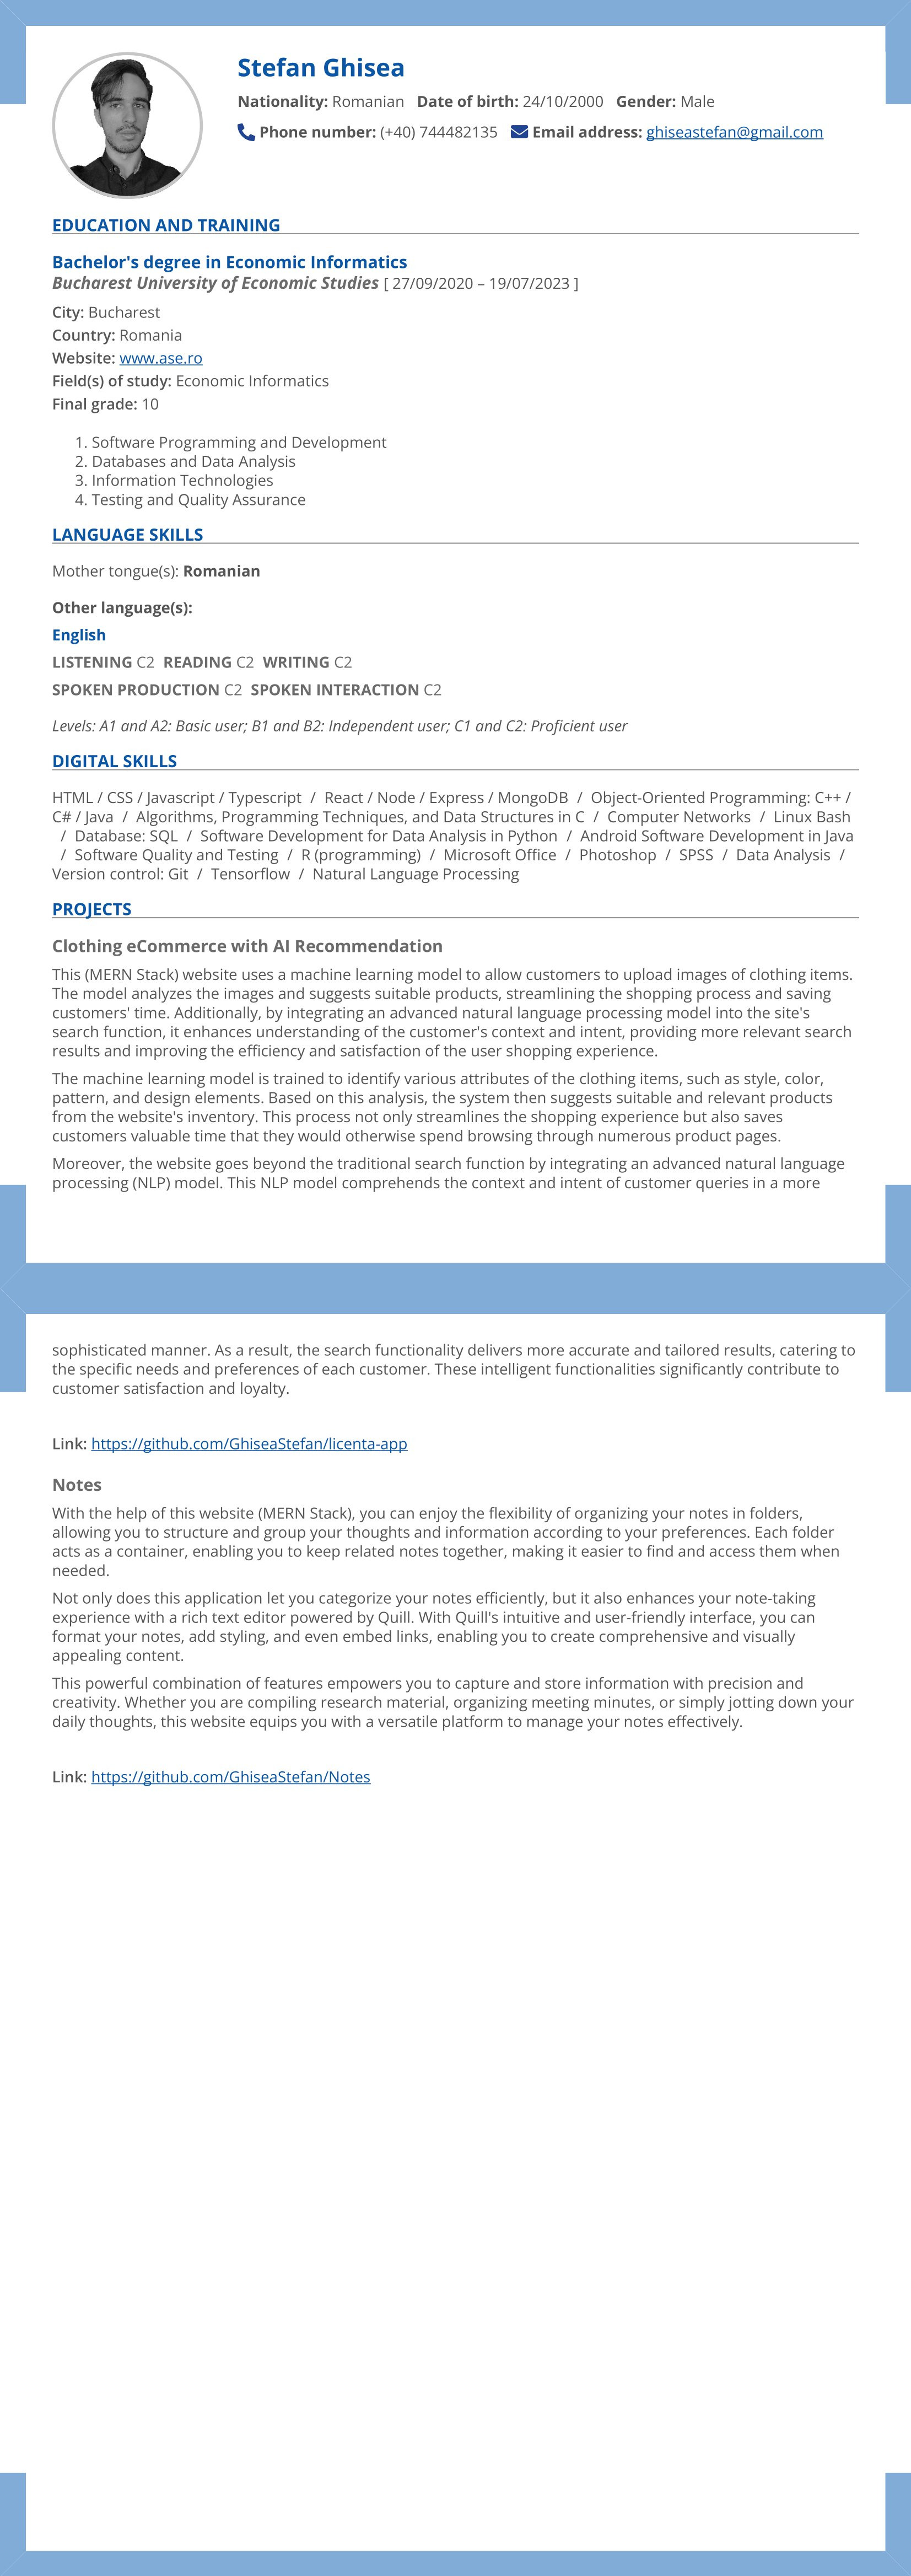 Stefan Ghisea
Nationality: Romanian Date of birth: 24/10/2000 Gender: Male
Phone number: (+40) 744482135 Email address: ghiseastefan@gmail.com
EDUCATION AND TRAINING
Bachelor's degree in Economic Informatics
Bucharest University of Economic Studies [ 27/09/2020 – 19/07/2023 ]
City: Bucharest
Country: Romania
Website: www.ase.ro
Field(s) of study: Economic Informatics
Final grade: 10
1. Software Programming and Development
2. Databases and Data Analysis
3. Information Technologies
4. Testing and Quality Assurance
LANGUAGE SKILLS
Mother tongue(s): Romanian
Other language(s):
English
LISTENING C2 READING C2 WRITING C2
SPOKEN PRODUCTION C2 SPOKEN INTERACTION C2
Levels: A1 and A2: Basic user; B1 and B2: Independent user; C1 and C2: Proficient user
DIGITAL SKILLS
HTML / CSS / Javascript / Typescript / React / Node / Express / MongoDB / Object-Oriented Programming: C++ /
C# / Java / Algorithms, Programming Techniques, and Data Structures in C / Computer Networks / Linux Bash
/ Database: SQL / Software Development for Data Analysis in Python / Android Software Development in Java
/ Software Quality and Testing / R (programming) / Microsoft Office / Photoshop / SPSS / Data Analysis /
Version control: Git / Tensorflow / Natural Language Processing
PROJECTS
Clothing eCommerce with AI Recommendation
This (MERN Stack) website uses a machine learning model to allow customers to upload images of clothing items.
The model analyzes the images and suggests suitable products, streamlining the shopping process and saving
customers' time. Additionally, by integrating an advanced natural language processing model into the site's
search function, it enhances understanding of the customer's context and intent, providing more relevant search
results and improving the efficiency and satisfaction of the user shopping experience.
The machine learning model is trained to identify various attributes of the clothing items, such as style, color,
pattern, and design elements. Based on this analysis, the system then suggests suitable and relevant products
from the website's inventory. This process not only streamlines the shopping experience but also saves
customers valuable time that they would otherwise spend browsing through numerous product pages.
Moreover, the website goes beyond the traditional search function by integrating an advanced natural language
processing (NLP) model. This NLP model comprehends the context and intent of customer queries in a more
sophisticated manner. As a result, the search functionality delivers more accurate and tailored results, catering to
the specific needs and preferences of each customer. These intelligent functionalities significantly contribute to
customer satisfaction and loyalty.
Link: https://github.com/GhiseaStefan/licenta-app
Notes
With the help of this website (MERN Stack), you can enjoy the flexibility of organizing your notes in folders,
allowing you to structure and group your thoughts and information according to your preferences. Each folder
acts as a container, enabling you to keep related notes together, making it easier to find and access them when
needed.
Not only does this application let you categorize your notes efficiently, but it also enhances your note-taking
experience with a rich text editor powered by Quill. With Quill's intuitive and user-friendly interface, you can
format your notes, add styling, and even embed links, enabling you to create comprehensive and visually
appealing content.
This powerful combination of features empowers you to capture and store information with precision and
creativity. Whether you are compiling research material, organizing meeting minutes, or simply jotting down your
daily thoughts, this website equips you with a versatile platform to manage your notes effectively.
Link: https://github.com/GhiseaStefan/Notes